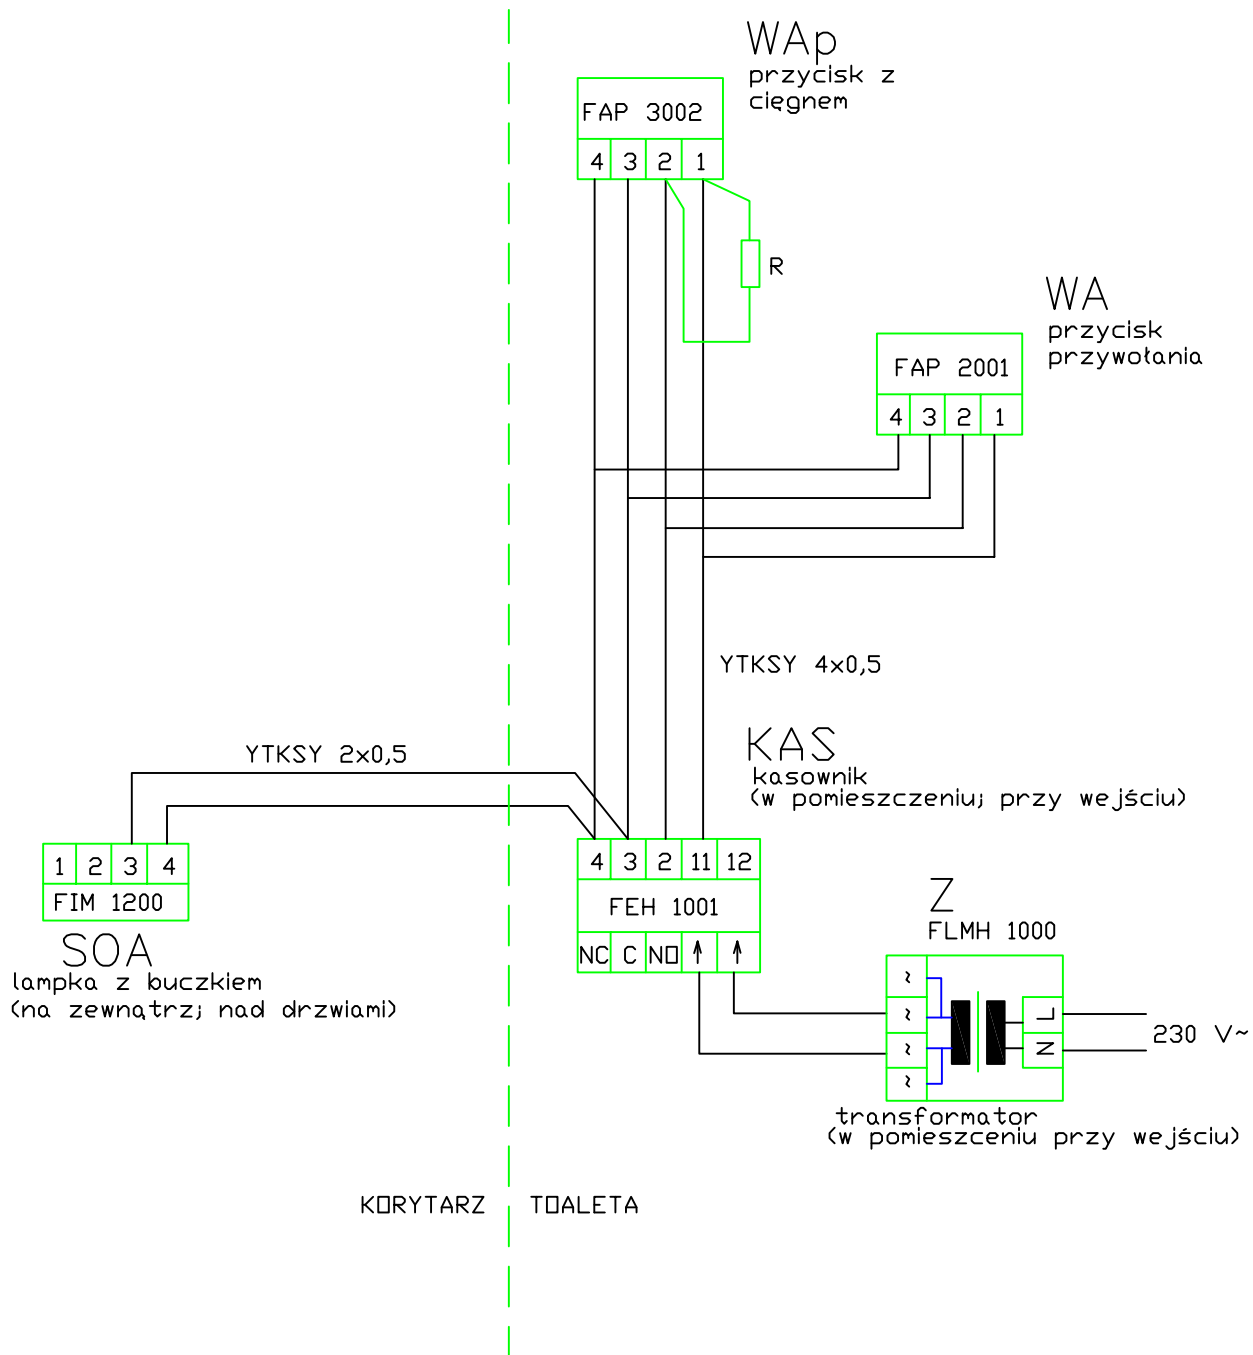 WAp
przycisk z
cięgnem
FAP 3002
4 3 2 1
R
WA
przycisk
przywołania
FAP 2001
4 3 2 1
YTKSY 4x0,5
YTKSY 2x0,5
KAS
kasownik
(w pomieszczeniu; przy wejściu)
1 2 3 4
FIM 1200
SOA
lampka z buczkiem
(na zewnątrz; nad drzwiami)
4 3 2 11 12
FEH 1001
NC C NO ↑ ↑
Z
FLMH 1000
~
~
~
~
L
N
230 V~
transformator
(w pomieszceniu przy wejściu)
KORYTARZ TOALETA